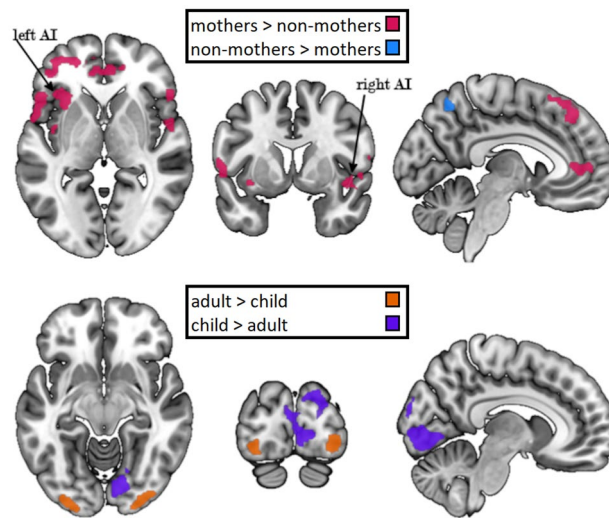 mothers > non-mothers
non-mothers > mothers
left AI
right AI
adult > child
child > adult